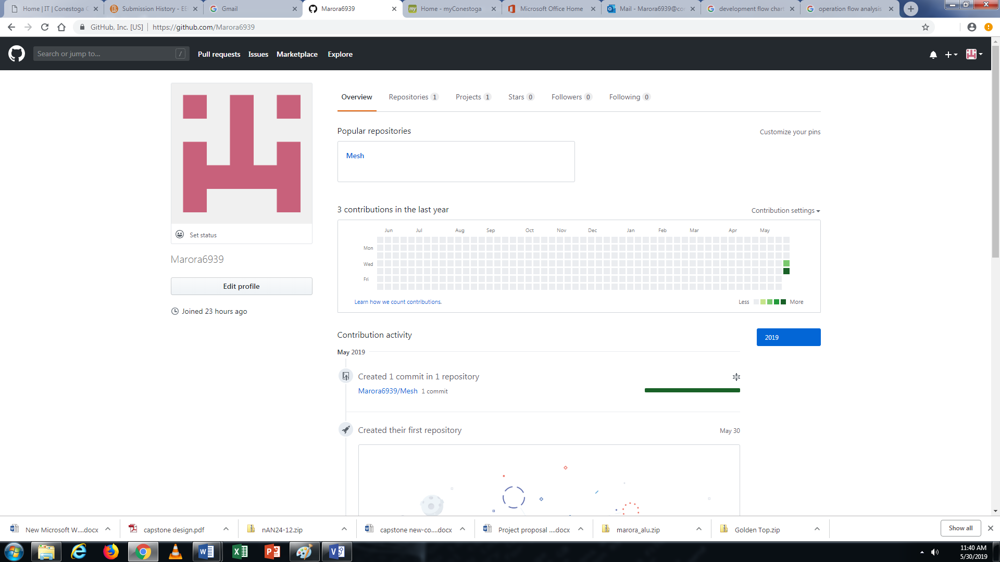 Home | IT | Conestoga C
Submission History - EE
Gmail
Marora6939
Home - myConestoga
Microsoft Office Home
Mail - Marora6939@co
development flow chart
operation flow analysis
GitHub, Inc. [US] https://github.com/Marora6939
Search or jump to... /
Pull requests Issues Marketplace Explore
Overview Repositories 1 Projects 1 Stars 0 Followers 0 Following 0
Popular repositories
Customize your pins
Mesh
3 contributions in the last year
Contribution settings
Jun Jul Aug Sep Oct Nov Dec Jan Feb Mar Apr May
Mon
Wed
Fri
Learn how we count contributions.
Less More
Set status
Marora6939
Edit profile
Joined 23 hours ago
Contribution activity
2019
May 2019
Created 1 commit in 1 repository
Marora6939/Mesh 1 commit
Created their first repository
May 30
New Microsoft W....docx
capstone design.pdf
nAN24-12.zip
capstone new-co....docx
Project proposal ....docx
marora_alu.zip
Golden Top.zip
Show all
11:40 AM
5/30/2019